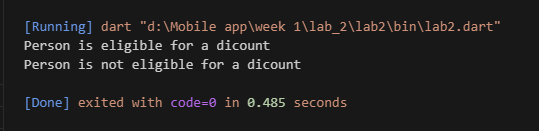 [Running] dart "d:\Mobile app\week 1\lab_2\lab2\bin\lab2.dart"
Person is eligible for a dicount
Person is not eligible for a dicount
[Done] exited with code=0 in 0.485 seconds